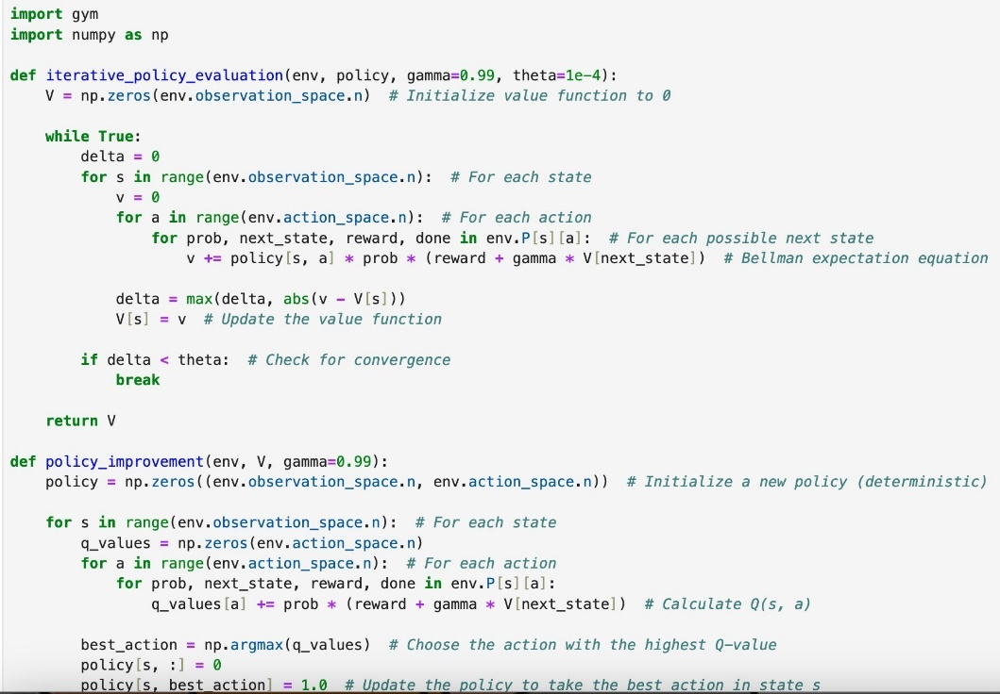 import gym
import numpy as np

def iterative_policy_evaluation(env, policy, gamma=0.99, theta=1e-4):
    V = np.zeros(env.observation_space.n)  # Initialize value function to 0

    while True:
        delta = 0
        for s in range(env.observation_space.n):  # For each state
            v = 0
            for a in range(env.action_space.n):  # For each action
                for prob, next_state, reward, done in env.P[s][a]:  # For each possible next state
                    v += policy[s, a] * prob * (reward + gamma * V[next_state])  # Bellman expectation equation

            delta = max(delta, abs(v - V[s]))
            V[s] = v  # Update the value function

        if delta < theta:  # Check for convergence
            break

    return V

def policy_improvement(env, V, gamma=0.99):
    policy = np.zeros((env.observation_space.n, env.action_space.n))  # Initialize a new policy (deterministic)

    for s in range(env.observation_space.n):  # For each state
        q_values = np.zeros(env.action_space.n)
        for a in range(env.action_space.n):  # For each action
            for prob, next_state, reward, done in env.P[s][a]:
                q_values[a] += prob * (reward + gamma * V[next_state])  # Calculate Q(s, a)

        best_action = np.argmax(q_values)  # Choose the action with the highest Q-value
        policy[s, :] = 0
        policy[s, best_action] = 1.0  # Update the policy to take the best action in state s